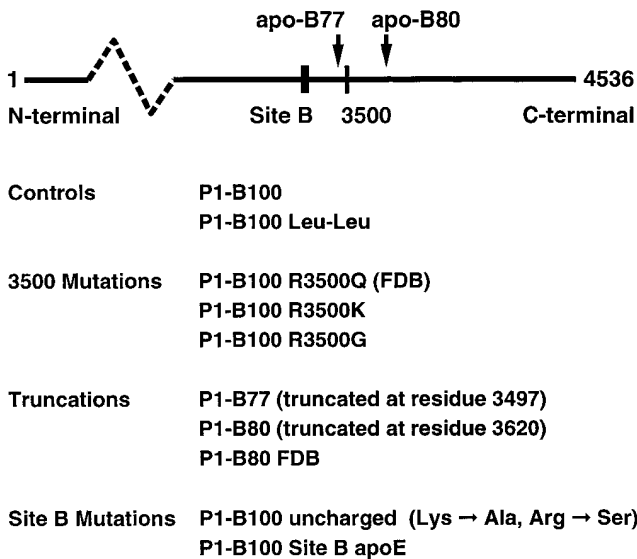 apo-B77 apo-B80
1 4536
N-terminal Site B 3500 C-terminal
Controls P1-B100
P1-B100 Leu-Leu
3500 Mutations P1-B100 R3500Q (FDB)
P1-B100 R3500K
P1-B100 R3500G
Truncations P1-B77 (truncated at residue 3497)
P1-B80 (truncated at residue 3620)
P1-B80 FDB
Site B Mutations P1-B100 uncharged (Lys → Ala, Arg → Ser)
P1-B100 Site B apoE